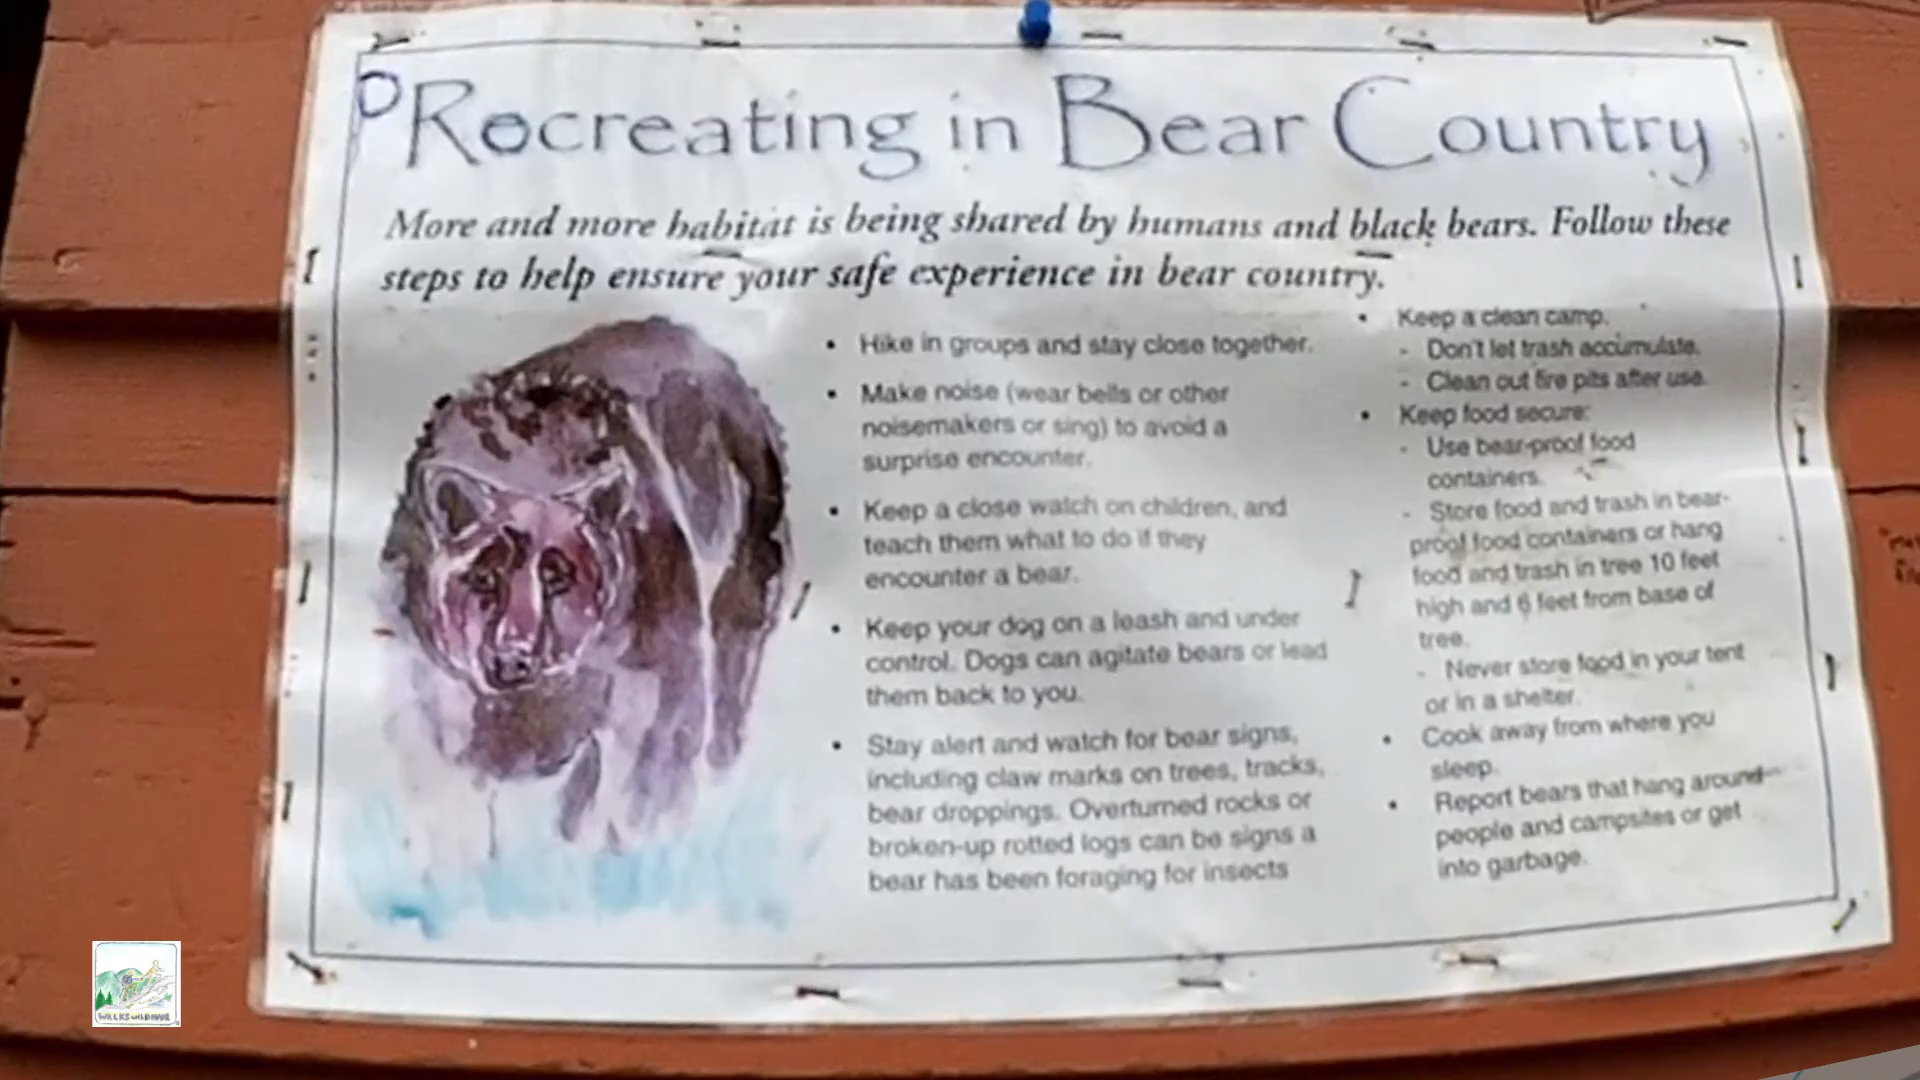 PRecreating in Bear Country
More and more habitat is being shared by humans and black bears. Follow these
steps to help ensure your safe experience in bear country.
• Hike in groups and stay close together.
• Make noise (wear bells or other
noisemakers or sing) to avoid a
surprise encounter.
• Keep a close watch on children, and
teach them what to do if they
encounter a bear.
• Keep your dog on a leash and under
control. Dogs can agitate bears or lead
them back to you.
• Stay alert and watch for bear signs,
including claw marks on trees, tracks,
bear droppings. Overturned rocks or
broken-up rotted logs can be signs a
bear has been foraging for insects
• Keep a clean camp.
- Don't let trash accumulate.
- Clean out fire pits after use.
• Keep food secure:
- Use bear-proof food
containers.
- Store food and trash in bear-
proof food containers or hang
food and trash in tree 10 feet
high and 6 feet from base of
tree.
- Never store food in your tent
or in a shelter.
• Cook away from where you
sleep.
• Report bears that hang around
people and campsites or get
into garbage.